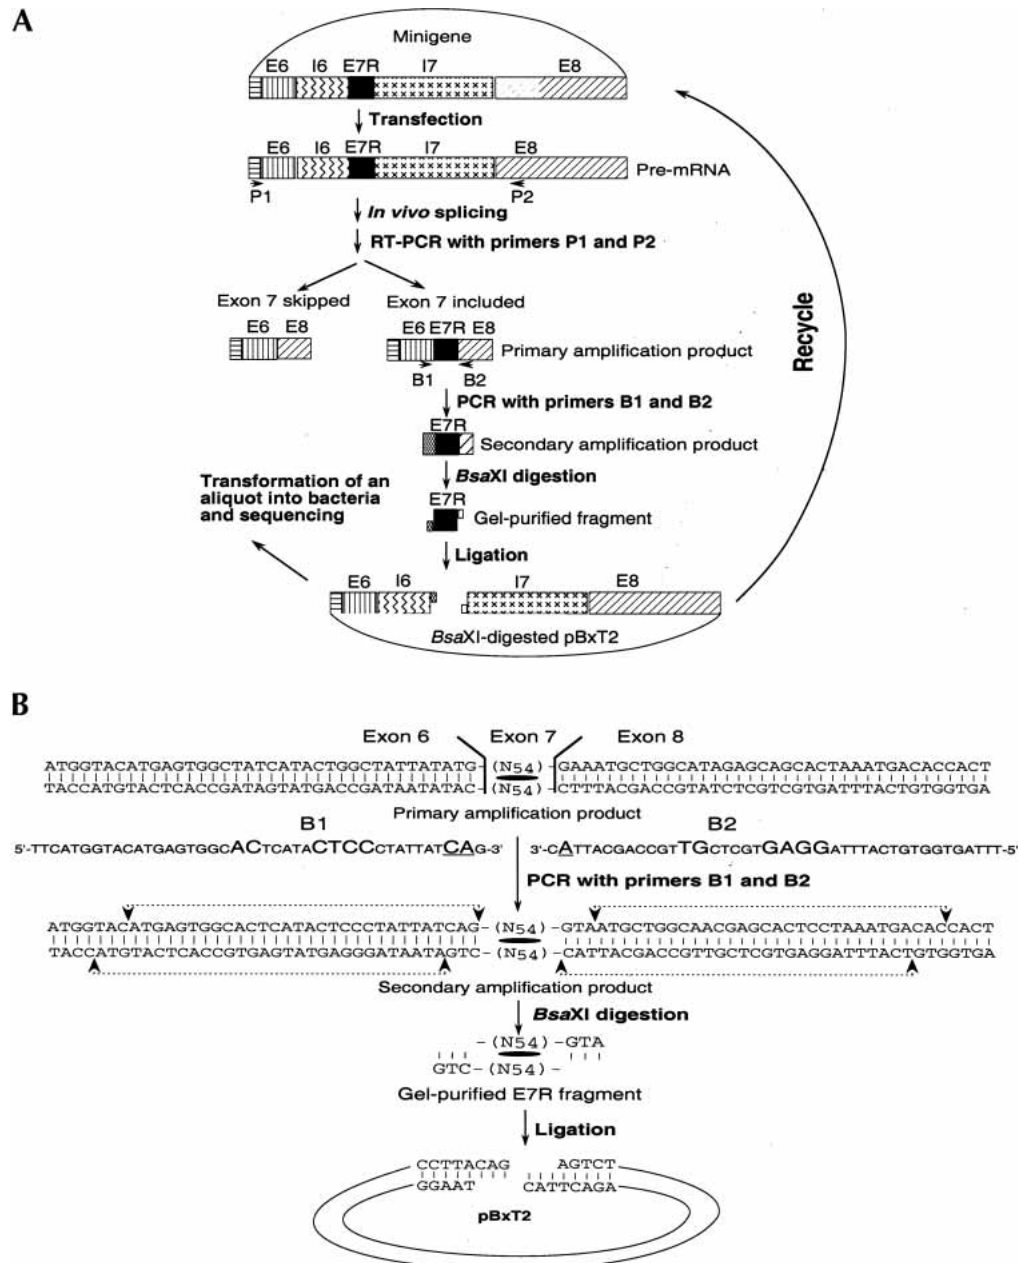 A
Minigene
E6 I6 E7R I7 E8
Transfection
E6 I6 E7R I7 E8
Pre-mRNA
P1 P2
In vivo splicing
RT-PCR with primers P1 and P2
Exon 7 skipped Exon 7 included
E6 E8 E6 E7R E8
Primary amplification product
B1 B2
PCR with primers B1 and B2
E7R
Secondary amplification product
BsaXI digestion
Transformation of an
aliquot into bacteria
and sequencing
E7R
Gel-purified fragment
Ligation
E6 I6 I7 E8
BsaXI-digested pBxT2
Recycle
B
Exon 6 Exon 7 Exon 8
ATGGTACATGAGTGGCTATCATACTGGCTATTATATG-(N54)-GAAATGCTGGCATAGAGCAGCACTAAATGACACCACT
TACCATGTACTCACCGATAGTATGACCGATAATATAC(N54)-CTTTACGACCGTATCTCGTCGTGATTTACTGTGGTGA
Primary amplification product
B1 B2
5'-TTCATGGTACATGAGTGGCACTCATACTCCCTATTATCAG-3' 3'-CATTACGACCGTTGCTCGTGAGGATTTACTGTGGTGATTT-5'
PCR with primers B1 and B2
ATGGTACATGAGTGGCACTCATACTCCCTATTATCAG-(N54)-GTAATGCTGGCAACGAGCACTCCTAAATGACACCACT
TACCATGTACTCACCGTGAGTATGAGGGATAATAGTC-(N54)-CATTACGACCGTTGCTCGTGAGGATTTACTGTGGTGA
Secondary amplification product
BsaXI digestion
-(N54)-GTA
GTC-(N54)-
Gel-purified E7R fragment
Ligation
CCTTACAG AGTCT
GGAAT CATTCAGA
pBxT2